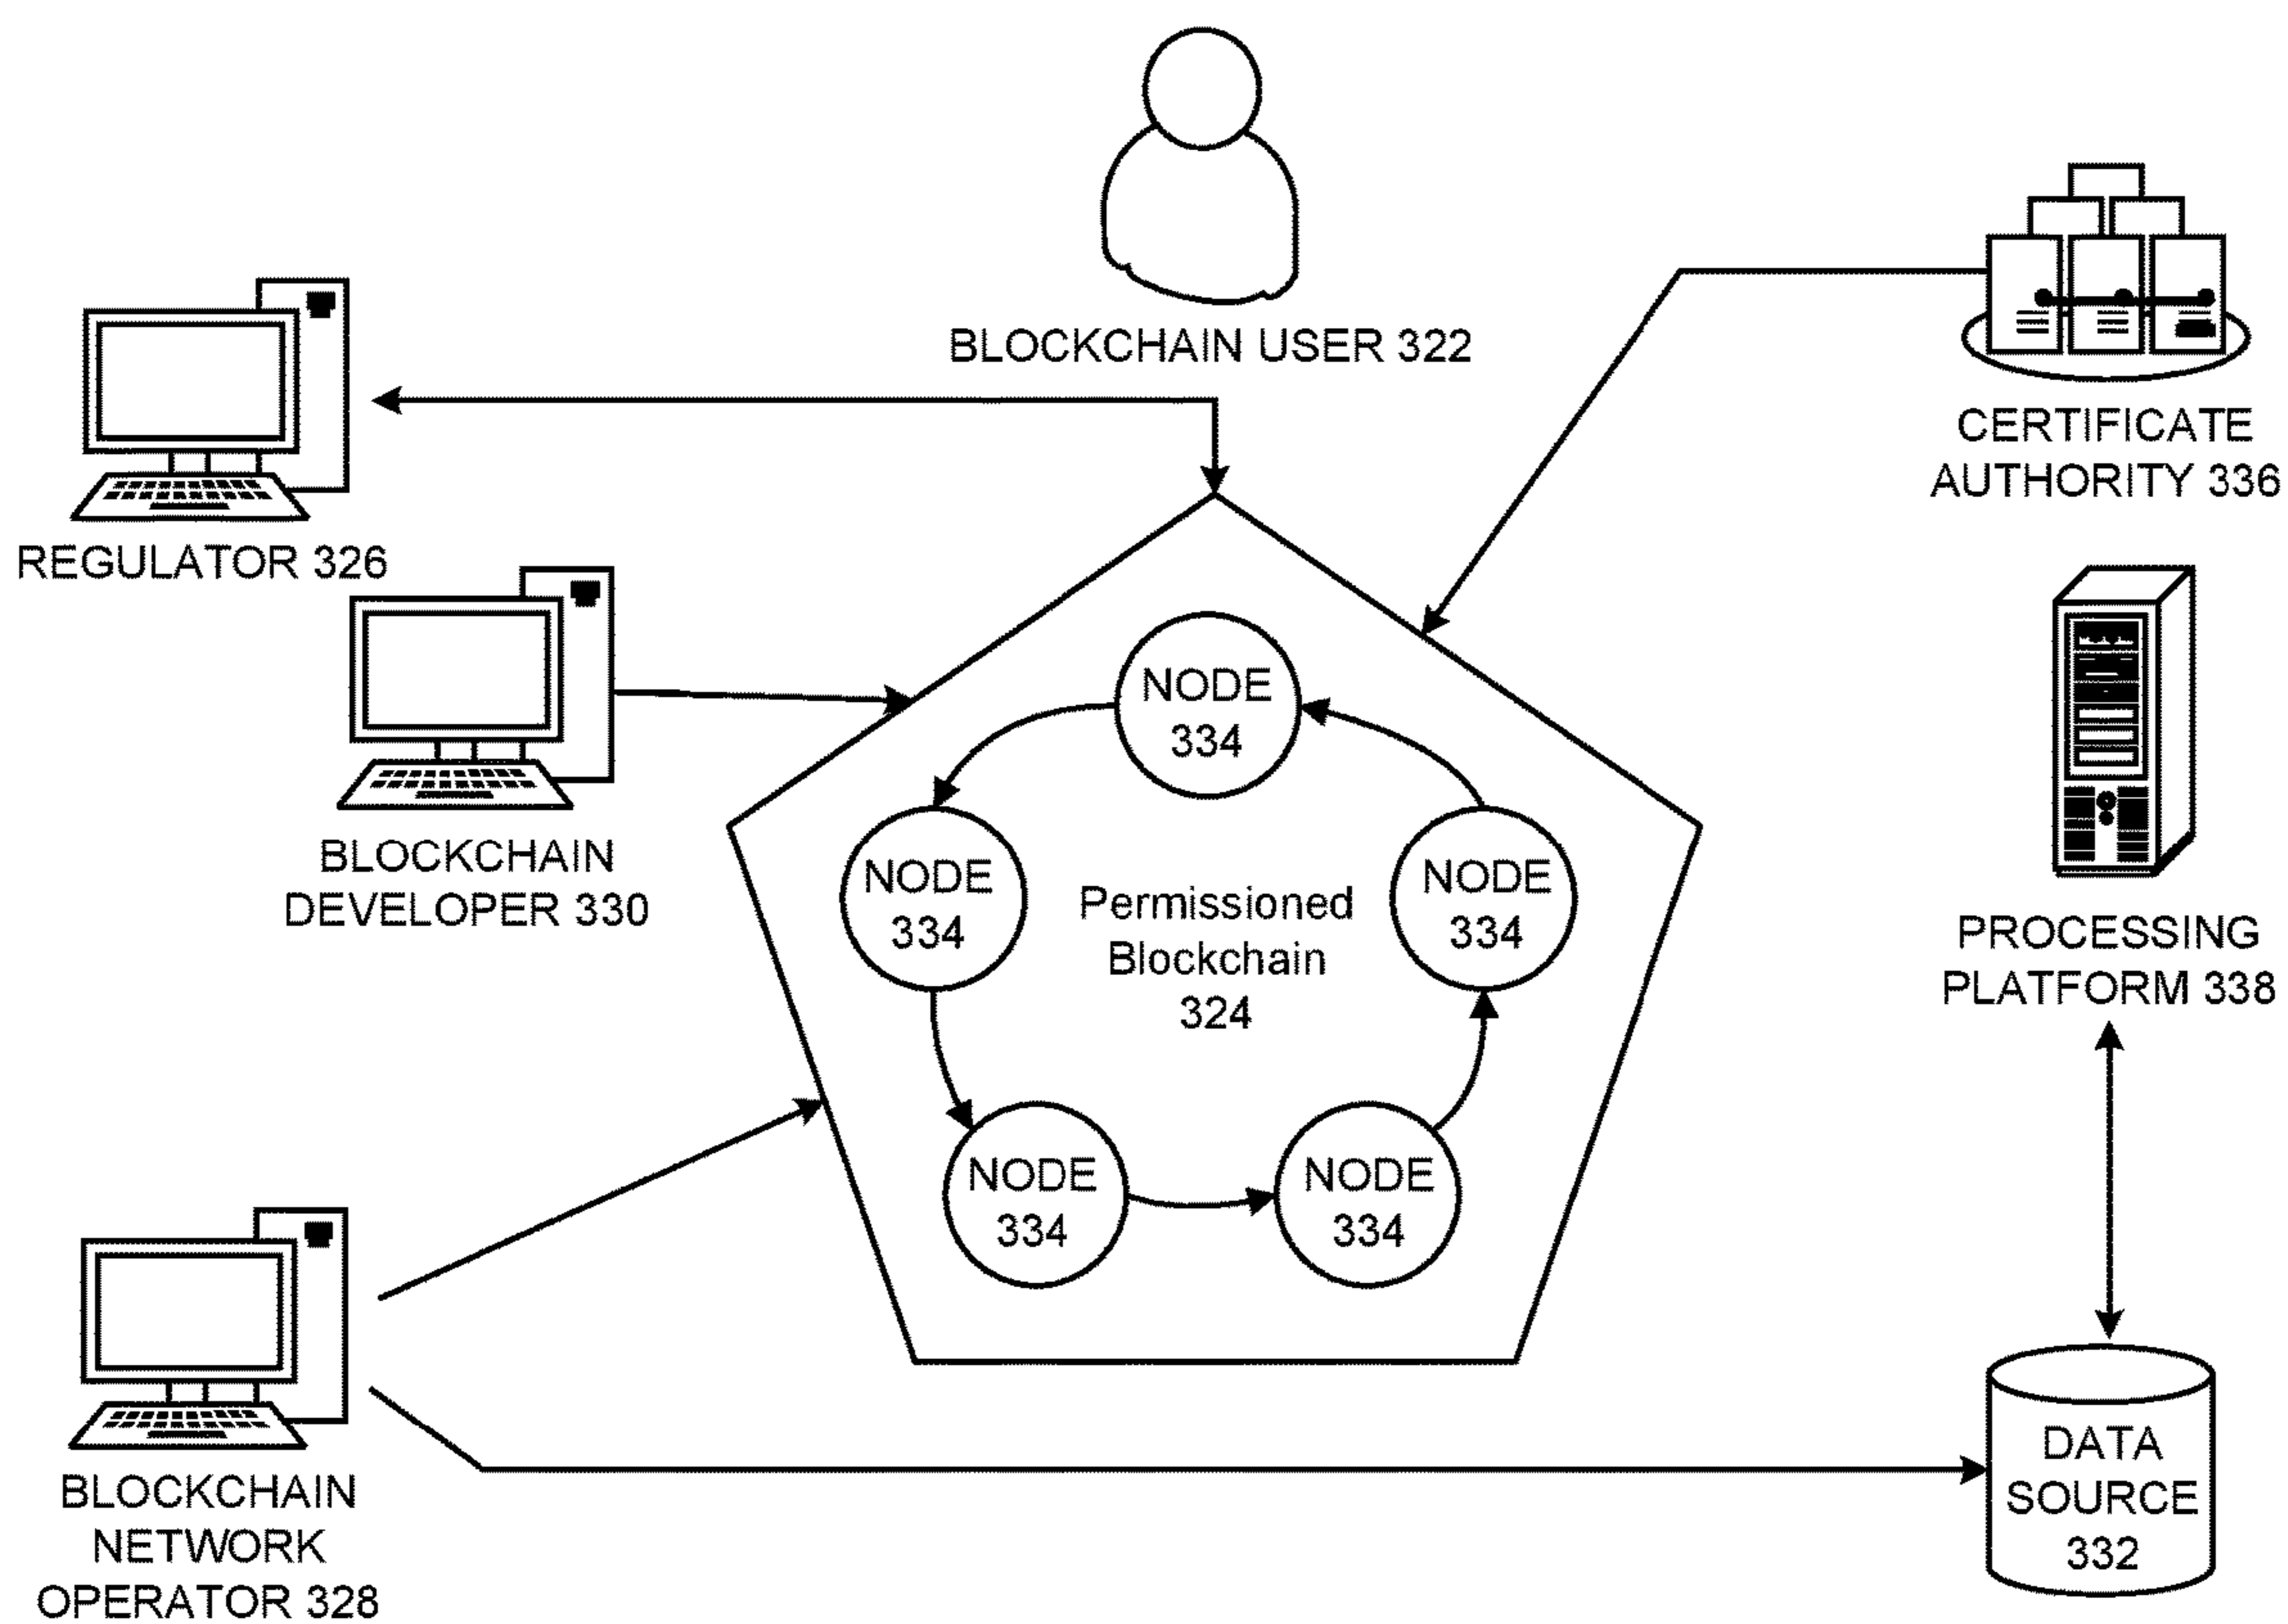 BLOCKCHAIN USER 322
CERTIFICATE
AUTHORITY 336
REGULATOR 326
BLOCKCHAIN
DEVELOPER 330
NODE
334
NODE
334
Permissioned
Blockchain
324
NODE
334
PROCESSING
PLATFORM 338
NODE
334
NODE
334
BLOCKCHAIN
NETWORK
OPERATOR 328
DATA
SOURCE
332